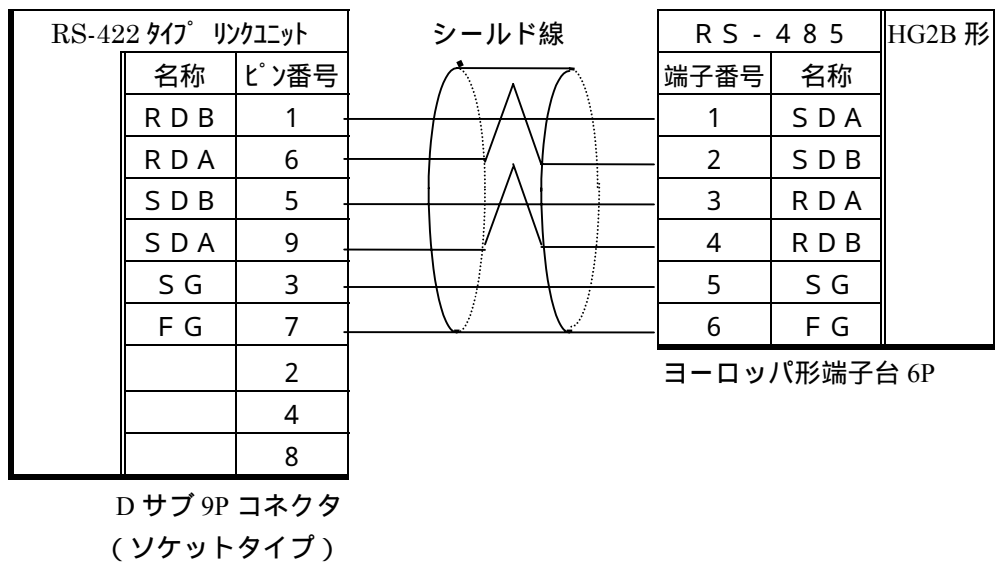 RS-422 ﾀｲﾌﾟ ﾘﾝｸﾕﾆｯﾄ
名称 ﾋﾟﾝ番号
ＲＤＢ 1
ＲＤＡ 6
ＳＤＢ 5
ＳＤＡ 9
ＳＧ 3
ＦＧ 7
2
4
8
Dサブ 9P コネクタ
(ソケットタイプ)
シールド線
ＲＳ-４８５ HG2B 形
端子番号 名称
1 ＳＤＡ
2 ＳＤＢ
3 ＲＤＡ
4 ＲＤＢ
5 ＳＧ
6 ＦＧ
ヨーロッパ形端子台 6P